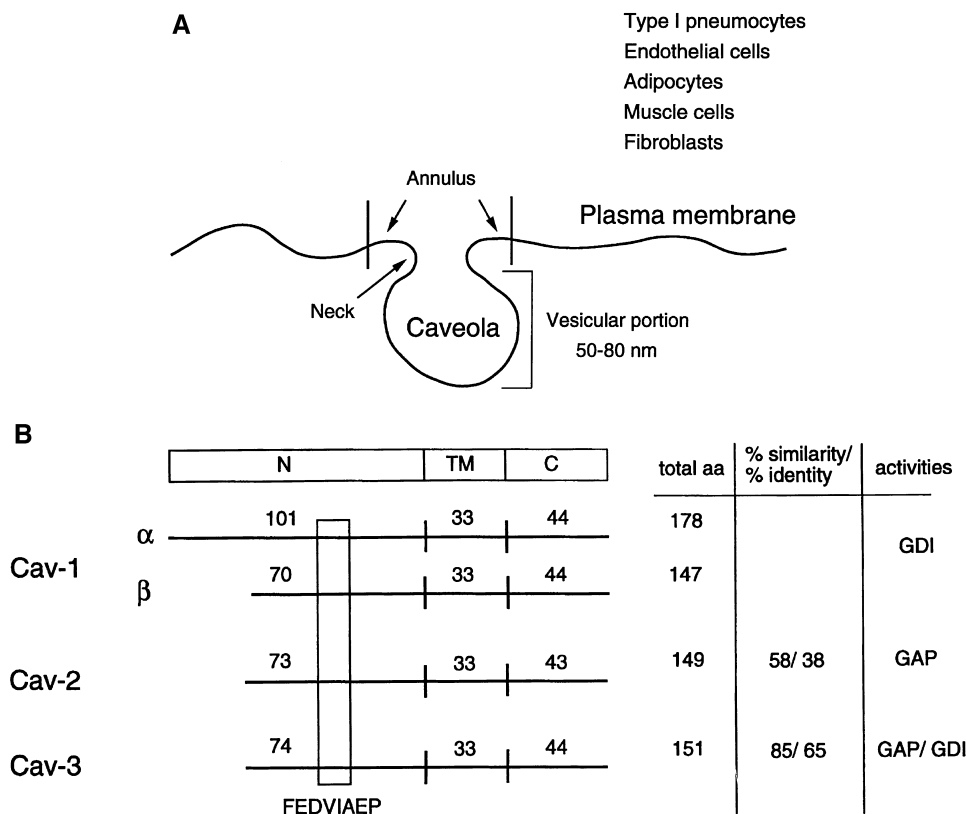 A
Type I pneumocytes
Endothelial cells
Adipocytes
Muscle cells
Fibroblasts
Annulus
Plasma membrane
Neck
Caveola
Vesicular portion
50-80 nm
B
N TM C total aa % similarity/ % identity activities
Cav-1
α 101 33 44 178
GDI
β 70 33 44 147
Cav-2 73 33 43 149 58/ 38 GAP
Cav-3 74 33 44 151 85/ 65 GAP/ GDI
FEDVIAEP